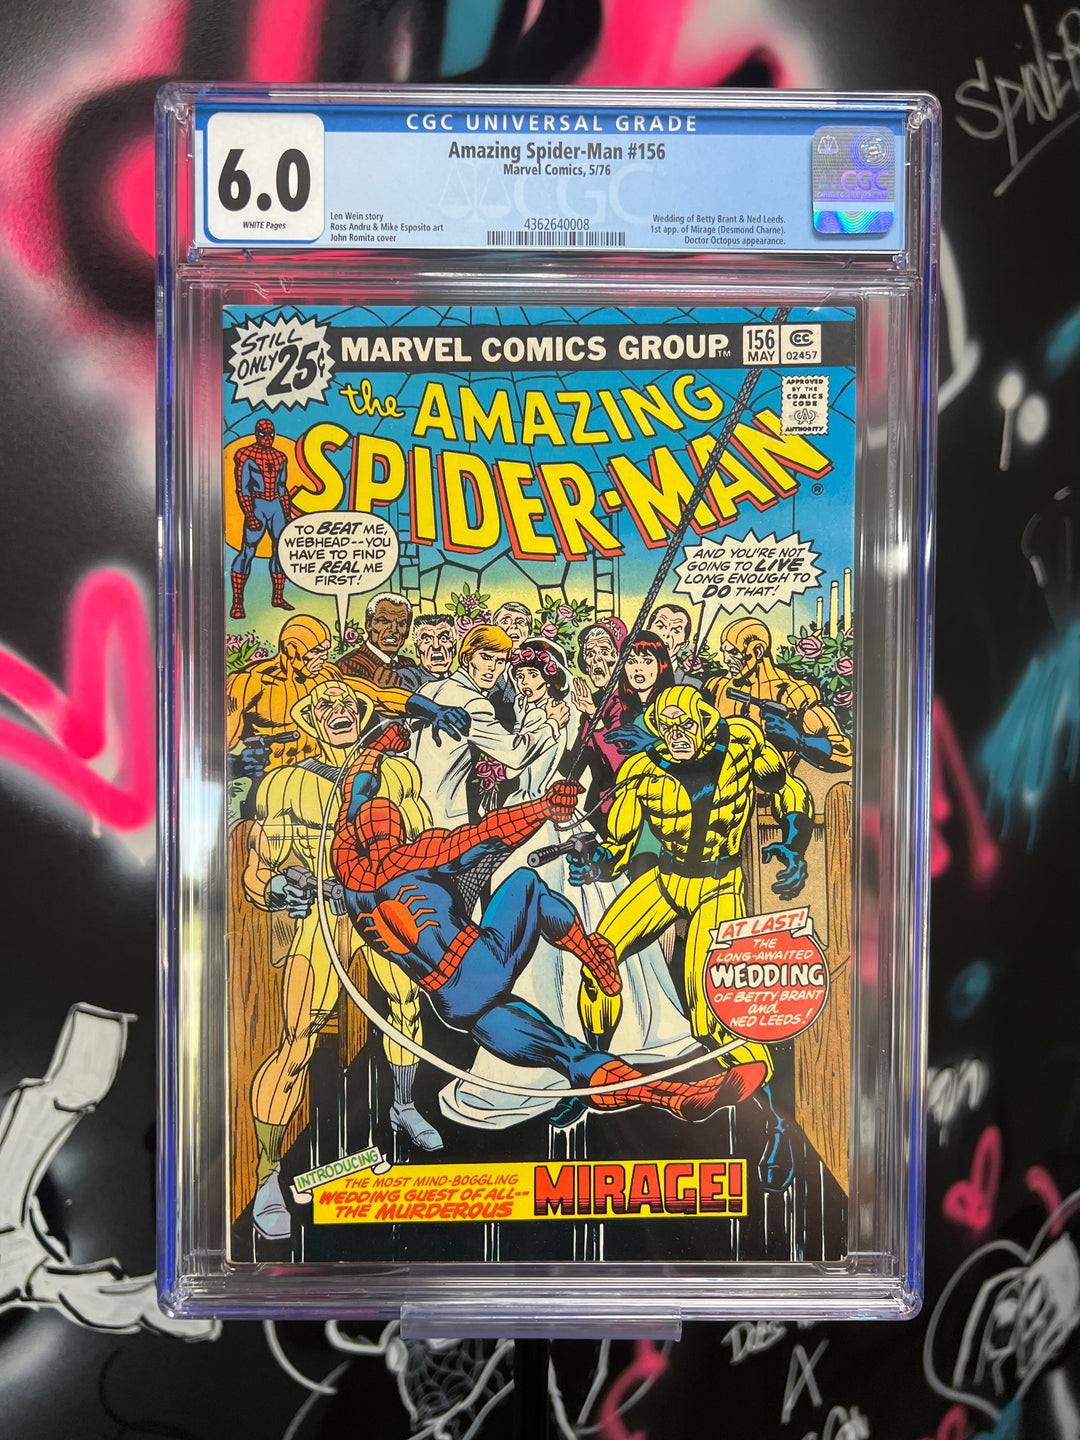 SPIDER
CGC UNIVERSAL GRADE
6.0
WHITE Pages
Amazing Spider-Man #156
Marvel Comics, 5/76
CGC
CGC
Len Wein story
Ross Andru & Mike Esposito art
John Romita cover
4362640008
Wedding of Betty Brant & Ned Leeds.
1st app. of Mirage (Desmond Charne).
Doctor Octopus appearance.
STILL
ONLY 25¢
MARVEL COMICS GROUP™
156
MAY
CC
02457
APPROVED
BY THE
COMICS
CODE
CA
AUTHORITY
the AMAZING
SPIDER-MAN®
TO BEAT ME,
WEBHEAD--YOU
HAVE TO FIND
THE REAL ME
FIRST!
AND YOU'RE NOT
GOING TO LIVE
LONG ENOUGH TO
DO THAT!
AT LAST!
THE
LONG-AWAITED
WEDDING
OF BETTY BRANT
and
NED LEEDS!
INTRODUCING
THE MOST MIND-BOGGLING
WEDDING GUEST OF ALL--
THE MURDEROUS
MIRAGE!
A